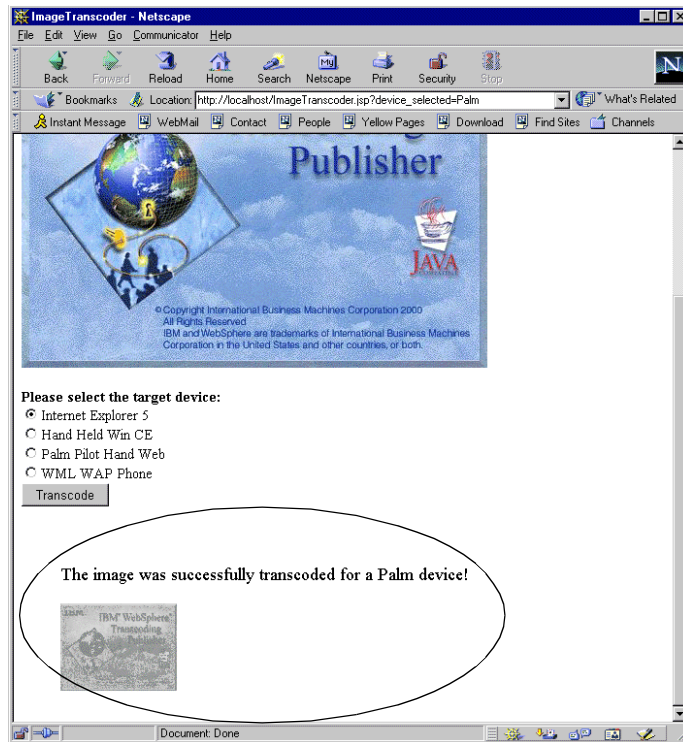 ImageTranscoder - Netscape
File Edit View Go Communicator Help
Back Forward Reload Home Search Netscape Print Security Stop
My
N
Bookmarks Location: http://localhost/ImageTranscoder.jsp?device_selected=Palm What's Related
Instant Message WebMail Contact People Yellow Pages Download Find Sites Channels
Publisher
JAVA
© Copyright International Business Machines Corporation 2000
All Rights Reserved
IBM and WebSphere are trademarks of International Business Machines
Corporation in the United States and other countries, or both.
Please select the target device:
Internet Explorer 5
Hand Held Win CE
Palm Pilot Hand Web
WML WAP Phone
Transcode
The image was successfully transcoded for a Palm device!
IBM
IBM WebSphere
Transcoding
Publisher
Document: Done